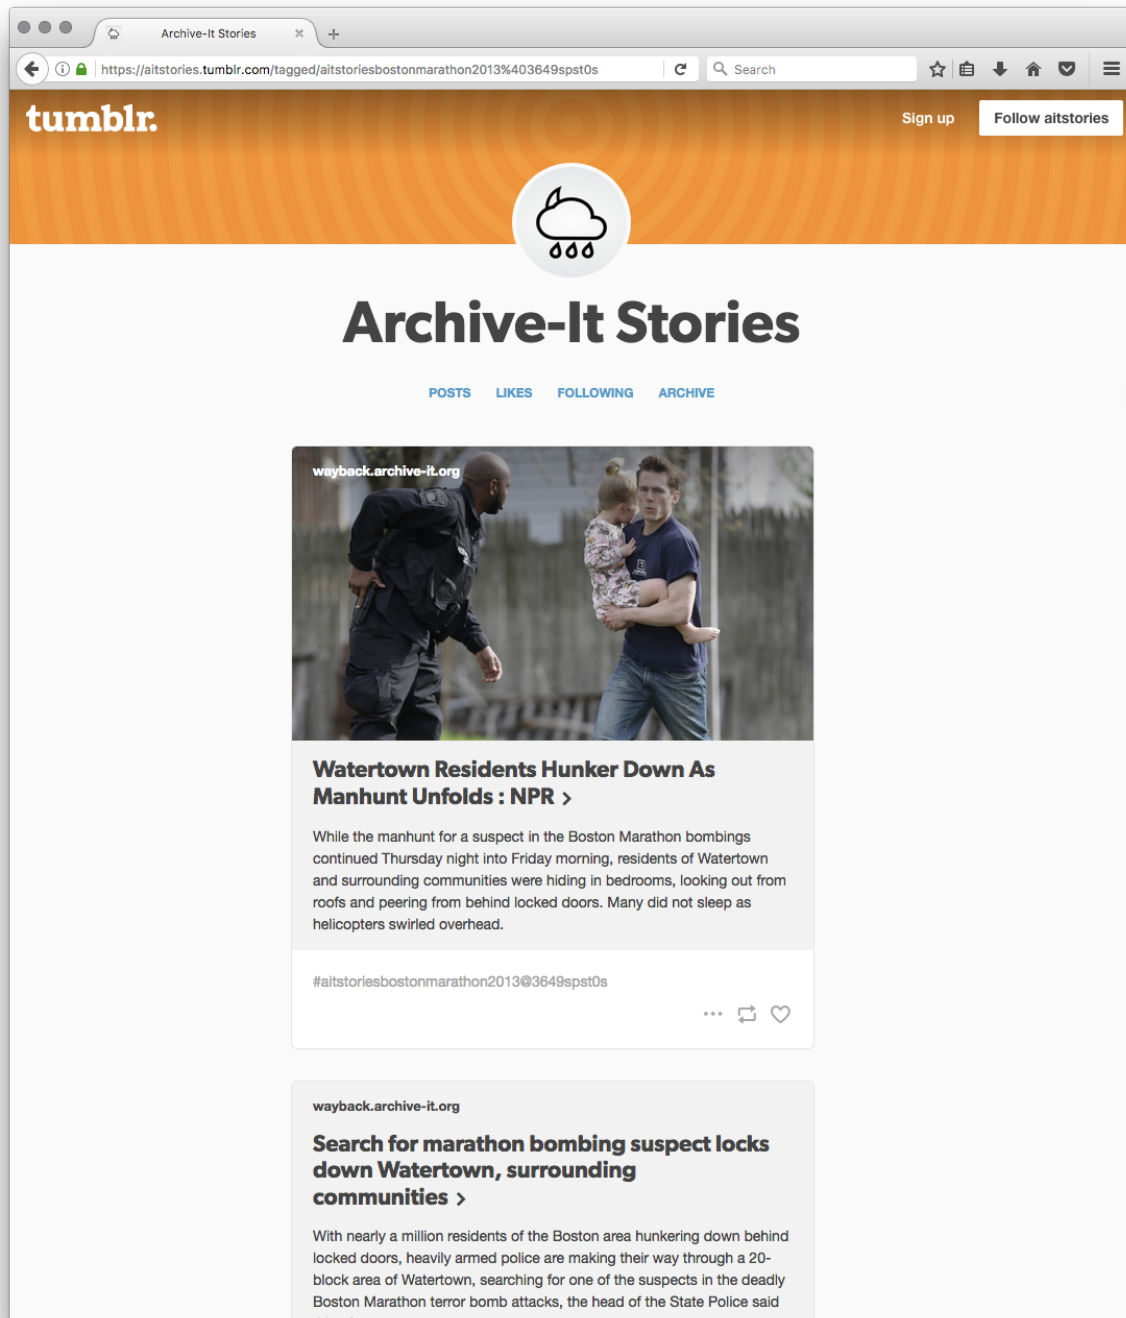 Archive-It Stories
https://aitstories.tumblr.com/tagged/aitstoriesbostonmarathon2013%403649spst0s
Search
tumblr.
Sign up
Follow aitstories
Archive-It Stories
POSTS LIKES FOLLOWING ARCHIVE
wayback.archive-it.org
Watertown Residents Hunker Down As
Manhunt Unfolds : NPR >
While the manhunt for a suspect in the Boston Marathon bombings
continued Thursday night into Friday morning, residents of Watertown
and surrounding communities were hiding in bedrooms, looking out from
roofs and peering from behind locked doors. Many did not sleep as
helicopters swirled overhead.
#aitstoriesbostonmarathon2013@3649spst0s
wayback.archive-it.org
Search for marathon bombing suspect locks
down Watertown, surrounding
communities >
With nearly a million residents of the Boston area hunkering down behind
locked doors, heavily armed police are making their way through a 20-
block area of Watertown, searching for one of the suspects in the deadly
Boston Marathon terror bomb attacks, the head of the State Police said